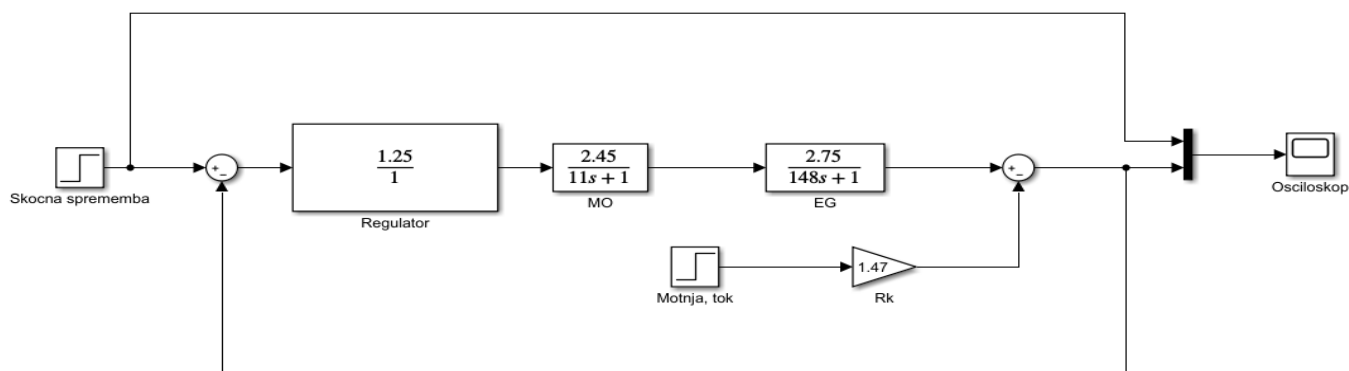 Skocna sprememba
+
−
1.25
1
Regulator
2.45
11s + 1
MO
2.75
148s + 1
EG
+
−
Osciloskop
Motnja, tok
1.47
Rk